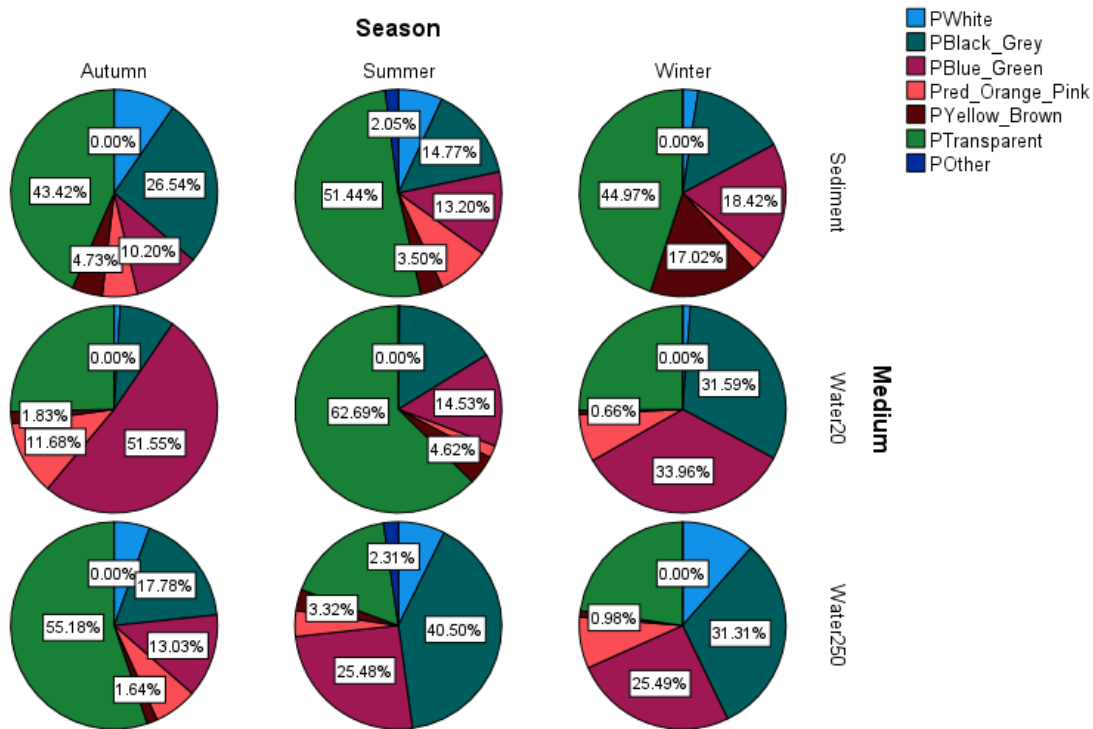 Season
Autumn
Summer
Winter
PWhite
PBlack_Grey
PBlue_Green
Pred_Orange_Pink
PYellow_Brown
PTransparent
POther
0.00%
26.54%
43.42%
4.73%
10.20%
2.05%
14.77%
51.44%
13.20%
3.50%
0.00%
44.97%
18.42%
17.02%
Sediment
0.00%
1.83%
11.68%
51.55%
0.00%
62.69%
14.53%
4.62%
0.00%
31.59%
0.66%
33.96%
Water20
Medium
0.00%
17.78%
55.18%
13.03%
1.64%
2.31%
3.32%
40.50%
25.48%
0.00%
0.98%
31.31%
25.49%
Water250